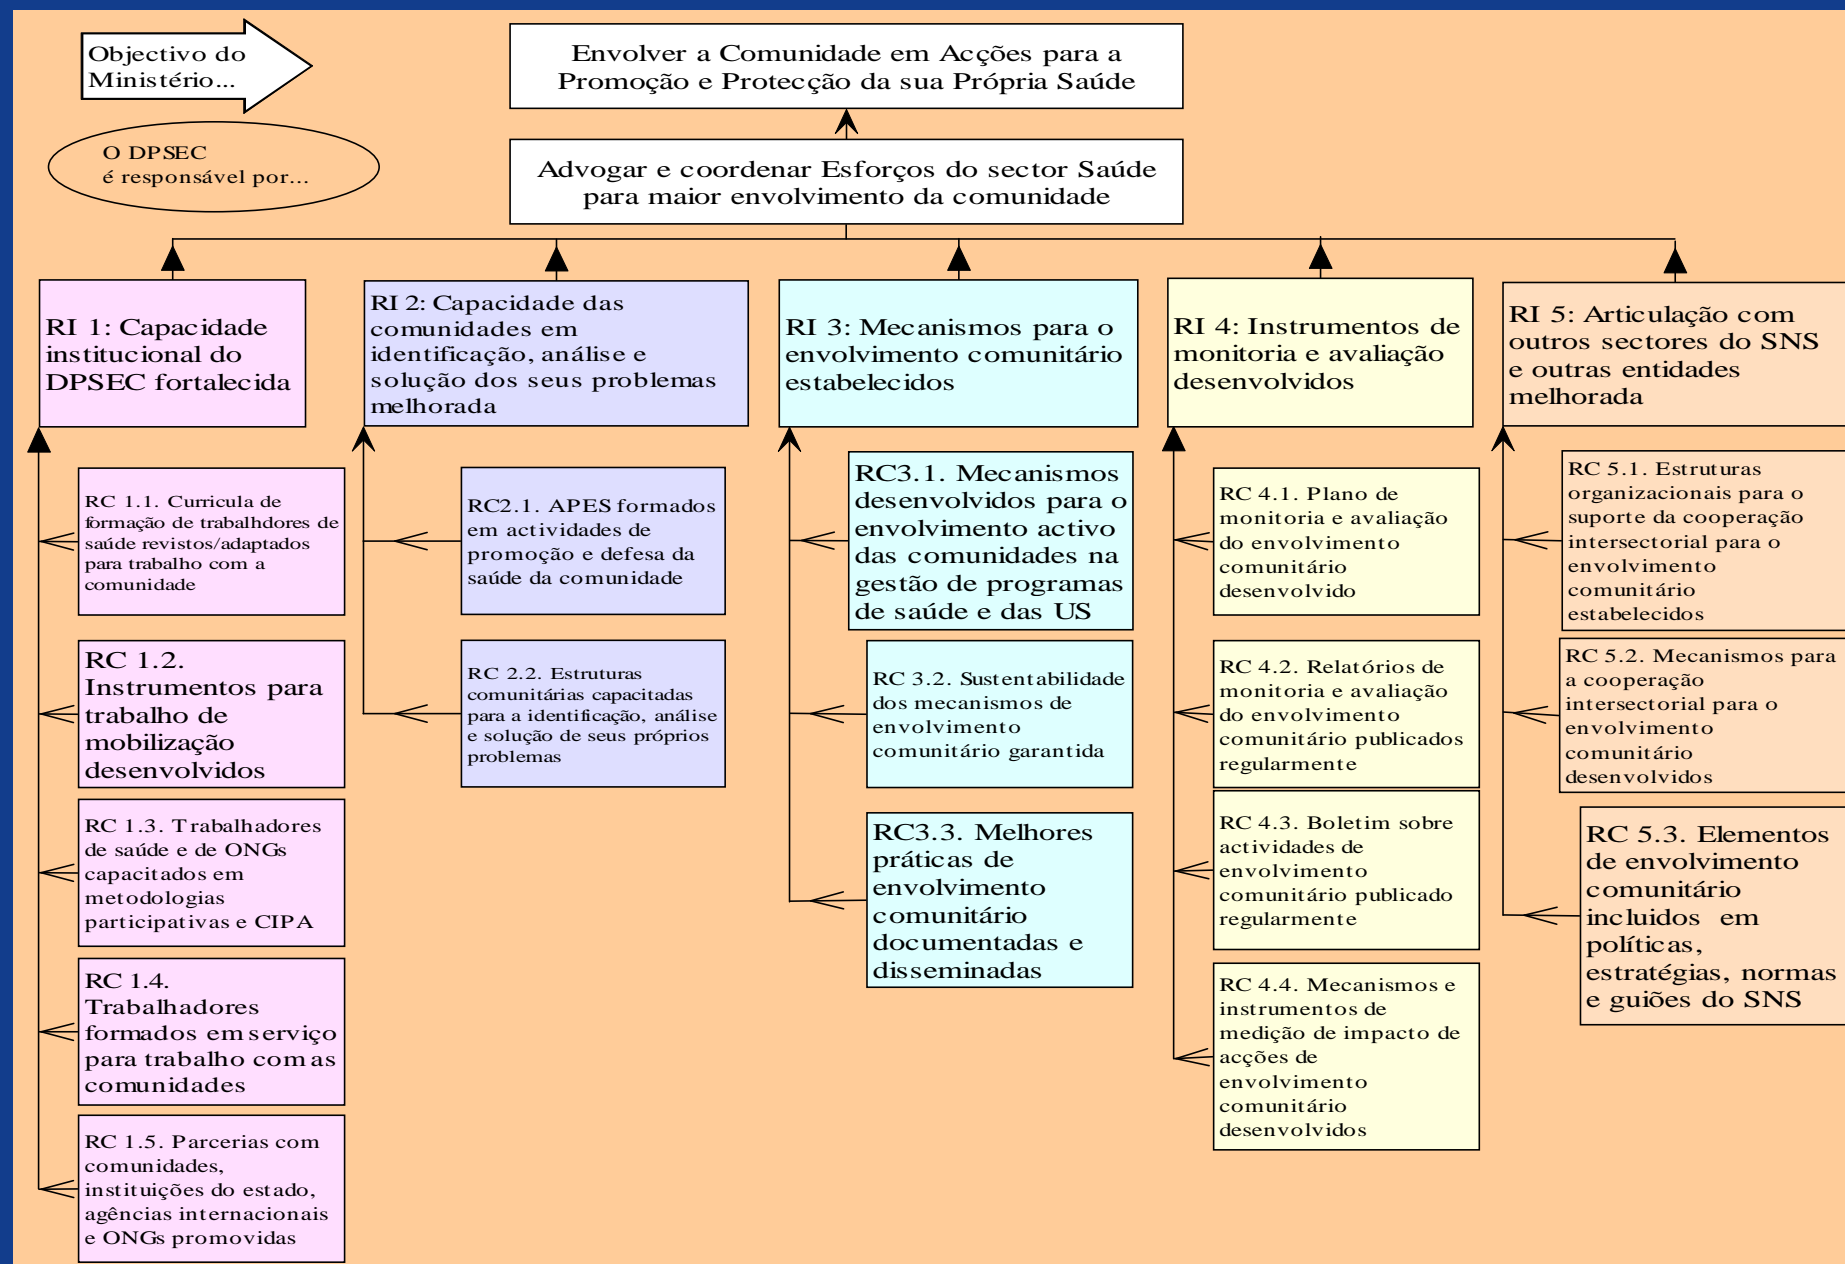 Objectivo do
Ministério...
Envolver a Comunidade em Acções para a
Promoção e Protecção da sua Própria Saúde
O DPSEC
é responsável por...
Advogar e coordenar Esforços do sector Saúde
para maior envolvimento da comunidade
RI 1: Capacidade
institucional do
DPSEC fortalecida
RI 2: Capacidade das
comunidades em
identificação, análise e
solução dos seus problemas
melhorada
RI 3: Mecanismos para o
envolvimento comunitário
estabelecidos
RI 4: Instrumentos de
monitoria e avaliação
desenvolvidos
RI 5: Articulação com
outros sectores do SNS
e outras entidades
melhorada
RC 1.1. Curricula de
formação de trabalhdores de
saúde revistos/adaptados
para trabalho com a
comunidade
RC 1.2.
Instrumentos para
trabalho de
mobilização
desenvolvidos
RC 1.3. Trabalhadores
de saúde e de ONGs
capacitados em
metodologias
participativas e CIPA
RC 1.4.
Trabalhadores
formados em serviço
para trabalho com as
comunidades
RC 1.5. Parcerias com
comunidades,
instituições do estado,
agências internacionais
e ONGs promovidas
RC2.1. APES formados
em actividades de
promoção e defesa da
saúde da comunidade
RC 2.2. Estruturas
comunitárias capacitadas
para a identificação, análise
e solução de seus próprios
problemas
RC3.1. Mecanismos
desenvolvidos para o
envolvimento activo
das comunidades na
gestão de programas
de saúde e das US
RC 3.2. Sustentabilidade
dos mecanismos de
envolvimento
comunitário garantida
RC3.3. Melhores
práticas de
envolvimento
comunitário
documentadas e
disseminadas
RC 4.1. Plano de
monitoria e avaliação
do envolvimento
comunitário
desenvolvido
RC 4.2. Relatórios de
monitoria e avaliação
do envolvimento
comunitário publicados
regularmente
RC 4.3. Boletim sobre
actividades de
envolvimento
comunitário publicado
regularmente
RC 4.4. Mecanismos e
instrumentos de
medição de impacto de
acções de
envolvimento
comunitário
desenvolvidos
RC 5.1. Estruturas
organizacionais para o
suporte da cooperação
intersectorial para o
envolvimento
comunitário
estabelecidos
RC 5.2. Mecanismos para
a cooperação
intersectorial para o
envolvimento
comunitário
desenvolvidos
RC 5.3. Elementos
de envolvimento
comunitário
incluidos em
políticas,
estratégias, normas
e guiões do SNS